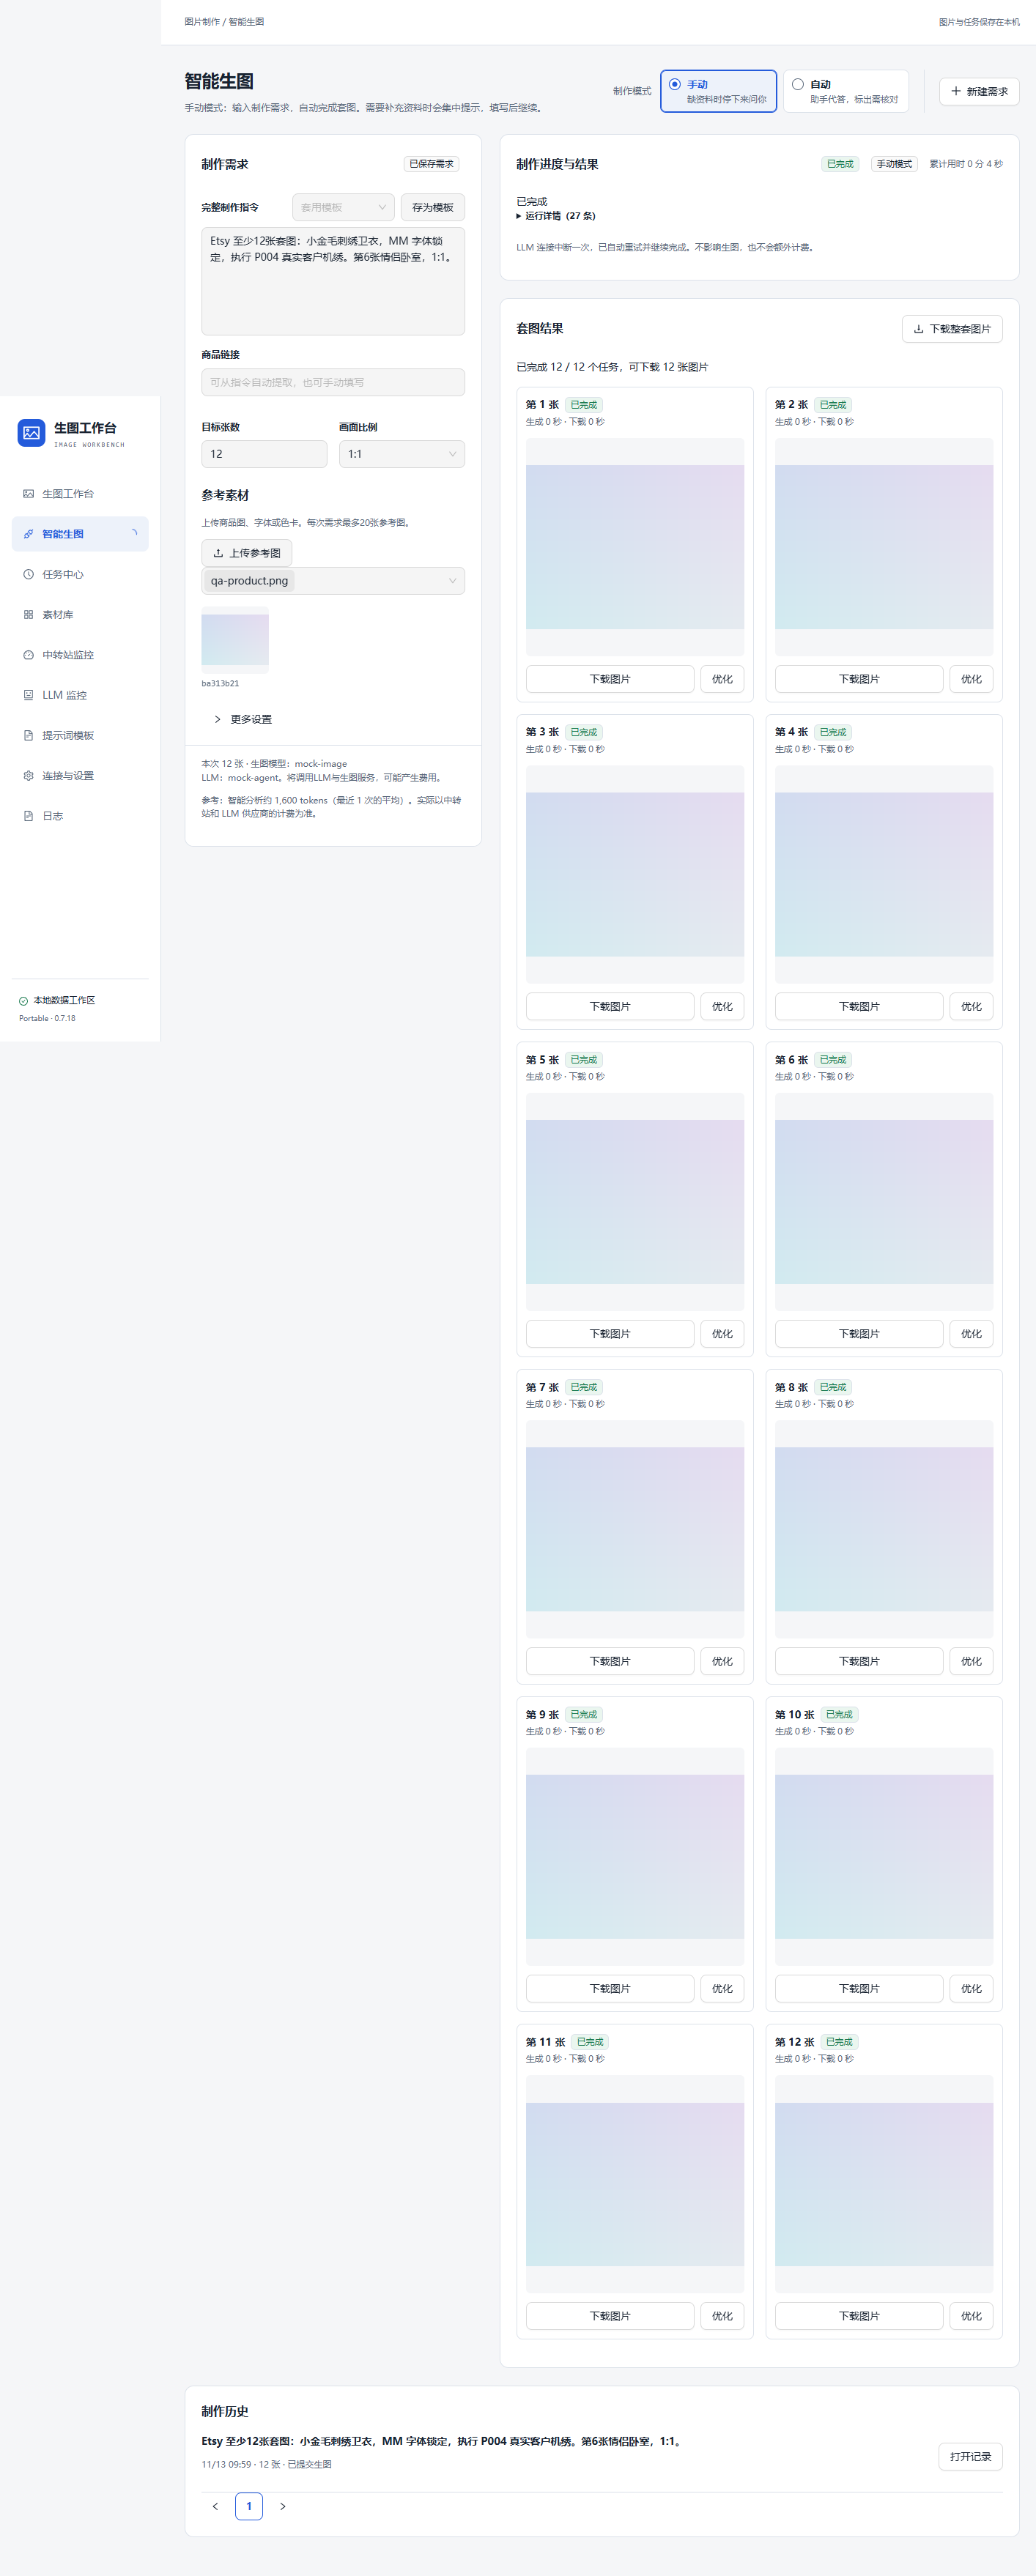 图片制作 / 智能生图
图片与任务保存在本机
智能生图
手动模式：输入制作需求，自动完成套图。需要补充资料时会集中提示，填写后继续。
制作模式
手动
缺资料时停下来问你
自动
助手代答，标出需核对
新建需求
生图工作台
IMAGE WORKBENCH
生图工作台
智能生图
任务中心
素材库
中转站监控
LLM 监控
提示词模板
连接与设置
日志
本地数据工作区
Portable · 0.7.18
制作需求
已保存需求
完整制作指令
套用模板
存为模板
Etsy 至少12张套图：小金毛刺绣卫衣，MM 字体锁
定，执行 P004 真实客户机绣。第6张情侣卧室，1:1。
商品链接
可从指令自动提取，也可手动填写
目标张数
画面比例
12
1:1
参考素材
上传商品图、字体或色卡。每次需求最多20张参考图。
上传参考图
qa-product.png
ba313b21
更多设置
本次 12 张 · 生图模型：mock-image
LLM：mock-agent。将调用LLM与生图服务，可能产生费用。
参考：智能分析约 1,600 tokens（最近 1 次的平均）。实际以中转
站和 LLM 供应商的计费为准。
制作进度与结果
已完成
手动模式
累计用时 0 分 4 秒
已完成
运行详情（27 条）
LLM 连接中断一次，已自动重试并继续完成。不影响生图，也不会额外计费。
套图结果
下载整套图片
已完成 12 / 12 个任务，可下载 12 张图片
第 1 张 已完成
生成 0 秒 · 下载 0 秒
下载图片
优化
第 2 张 已完成
生成 0 秒 · 下载 0 秒
下载图片
优化
第 3 张 已完成
生成 0 秒 · 下载 0 秒
下载图片
优化
第 4 张 已完成
生成 0 秒 · 下载 0 秒
下载图片
优化
第 5 张 已完成
生成 0 秒 · 下载 0 秒
下载图片
优化
第 6 张 已完成
生成 0 秒 · 下载 0 秒
下载图片
优化
第 7 张 已完成
生成 0 秒 · 下载 0 秒
下载图片
优化
第 8 张 已完成
生成 0 秒 · 下载 0 秒
下载图片
优化
第 9 张 已完成
生成 0 秒 · 下载 0 秒
下载图片
优化
第 10 张 已完成
生成 0 秒 · 下载 0 秒
下载图片
优化
第 11 张 已完成
生成 0 秒 · 下载 0 秒
下载图片
优化
第 12 张 已完成
生成 0 秒 · 下载 0 秒
下载图片
优化
制作历史
Etsy 至少12张套图：小金毛刺绣卫衣，MM 字体锁定，执行 P004 真实客户机绣。第6张情侣卧室，1:1。
11/13 09:59 · 12 张 · 已提交生图
打开记录
1